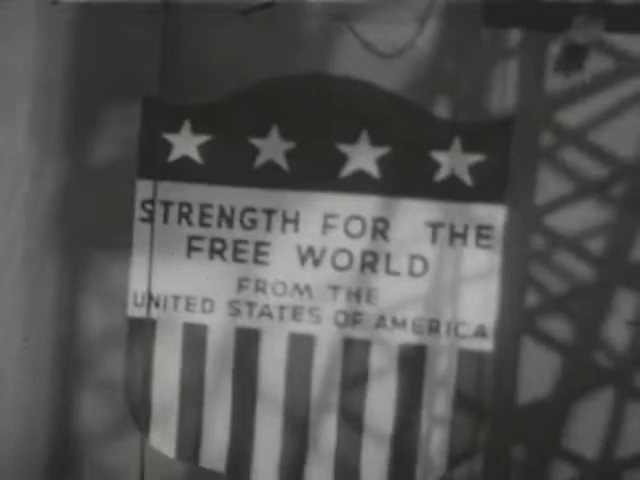 STRENGTH FOR THE
FREE WORLD
FROM THE
UNITED STATES OF AMERICA